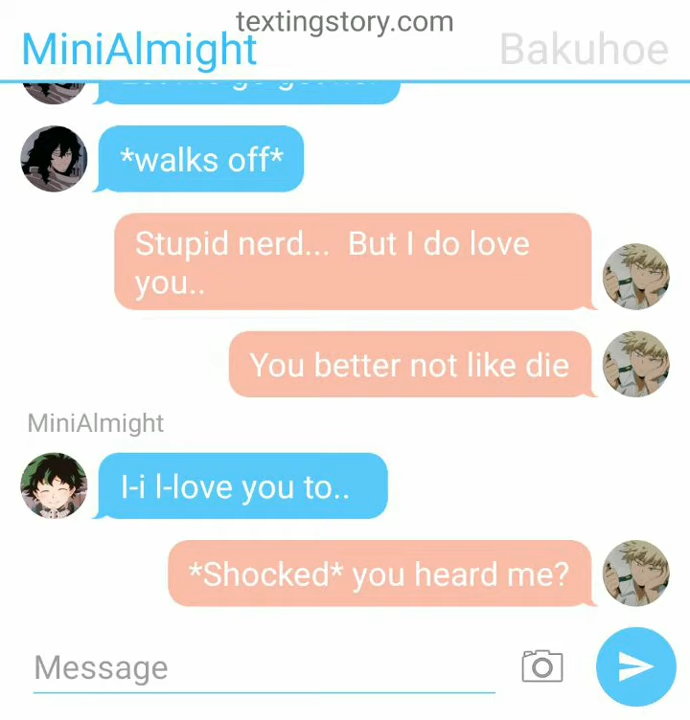 textingstory.com
MiniAlmight
Bakuhoe
*walks off*
Stupid nerd...  But I do love
you..
You better not like die
MiniAlmight
I-i l-love you to..
*Shocked* you heard me?
Message